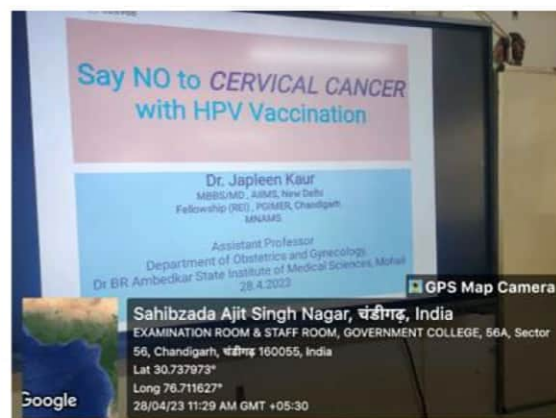 Say NO to CERVICAL CANCER
with HPV Vaccination
Dr. Japleen Kaur
MBBS/MD, AIIMS, New Delhi
Fellowship (REI), PGIMER, Chandigarh
MNAMS
Assistant Professor
Department of Obstetrics and Gynecology,
Dr BR Ambedkar State Institute of Medical Sciences, Mohali
28.4.2023
GPS Map Camera
Sahibzada Ajit Singh Nagar, चंडीगढ़, India
EXAMINATION ROOM & STAFF ROOM, GOVERNMENT COLLEGE, 56A, Sector
56, Chandigarh, चंडीगढ़ 160055, India
Lat 30.737973°
Long 76.711627°
28/04/23 11:29 AM GMT +05:30
Google